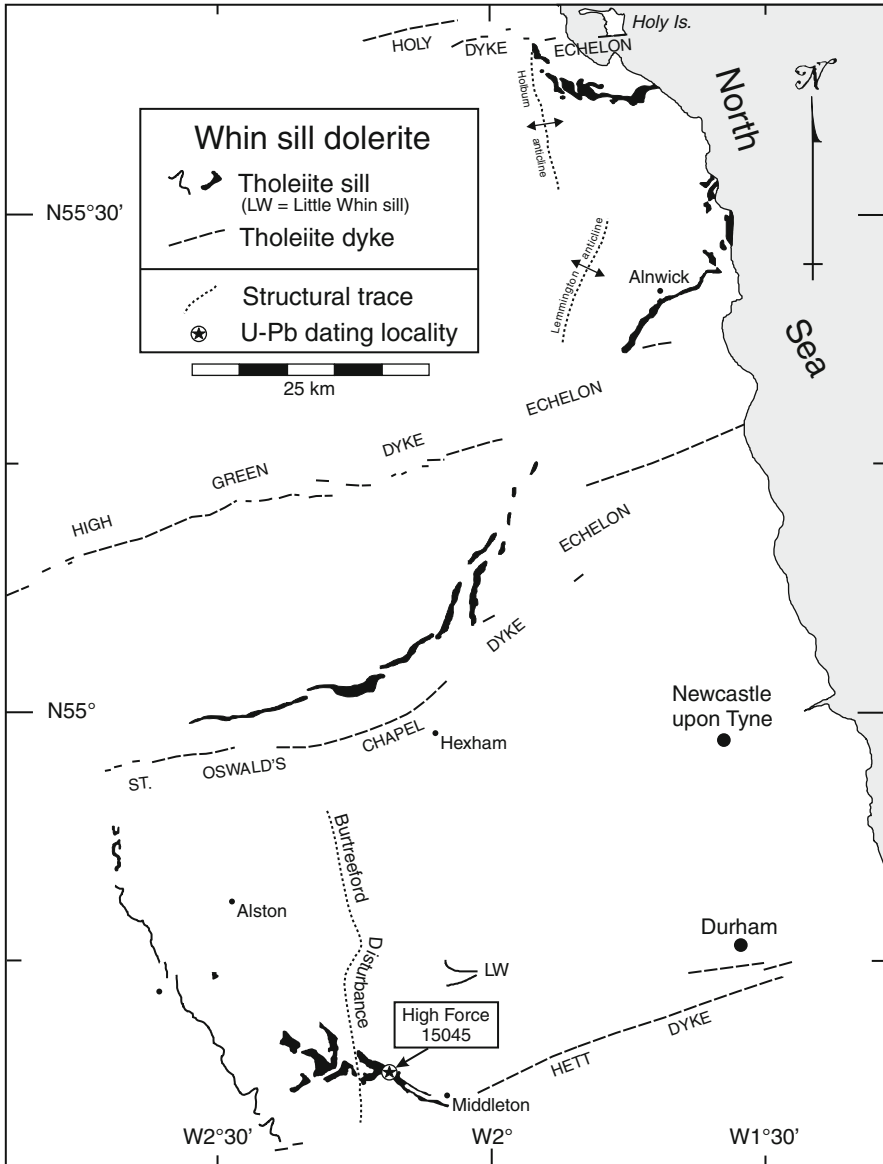 Holy Is.
HOLY DYKE ECHELON
Holburn anticline
North Sea
N
Whin sill dolerite
Tholeiite sill
(LW = Little Whin sill)
Tholeiite dyke
Structural trace
U-Pb dating locality
25 km
N55°30'
Lemmington anticline
Alnwick
HIGH GREEN DYKE ECHELON
ST. OSWALD'S CHAPEL DYKE ECHELON
N55°
Hexham
Newcastle
upon Tyne
Burtreeford Disturbance
Alston
LW
Durham
High Force
15045
HETT DYKE
Middleton
W2°30'
W2°
W1°30'